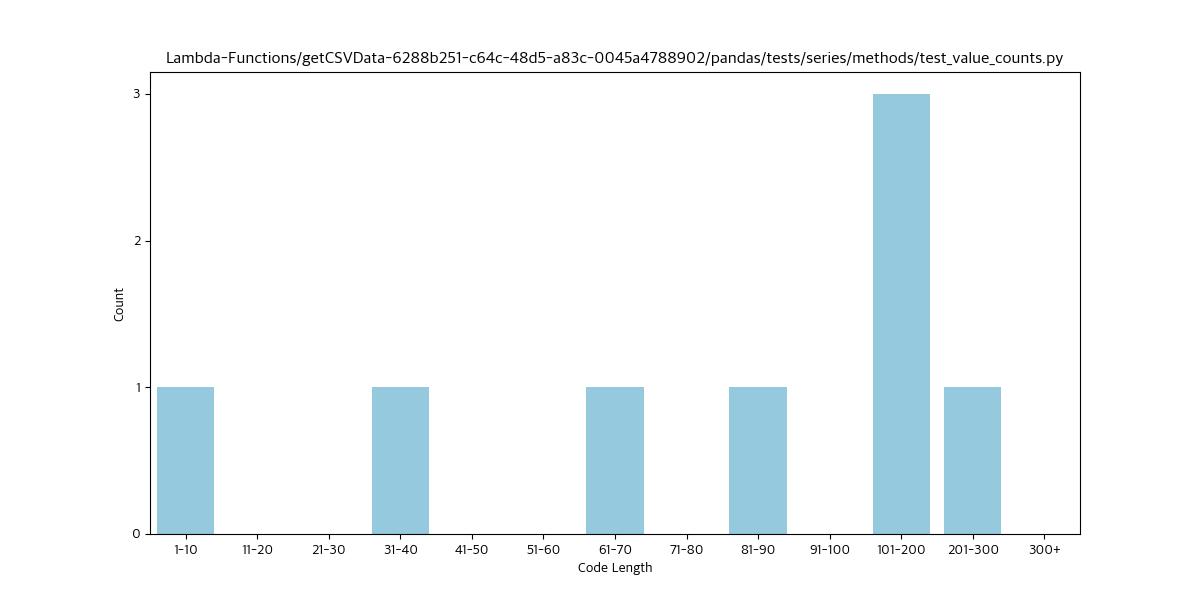 Lambda-Functions/getCSVData-6288b251-c64c-48d5-a83c-0045a4788902/pandas/tests/series/methods/test_value_counts.py
3
2
1
0
Count
1-10 11-20 21-30 31-40 41-50 51-60 61-70 71-80 81-90 91-100 101-200 201-300 300+
Code Length